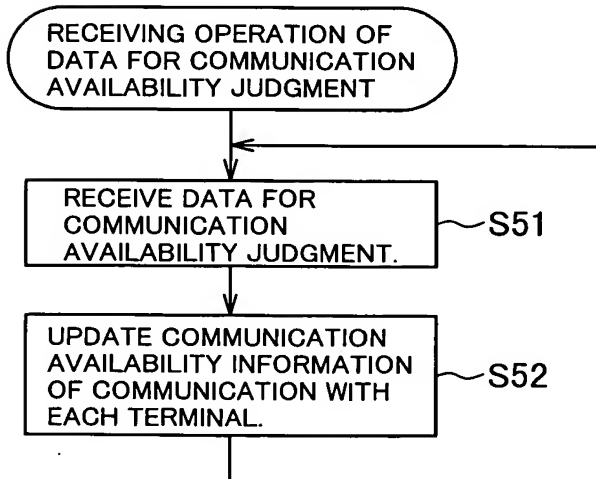 RECEIVING OPERATION OF
DATA FOR COMMUNICATION
AVAILABILITY JUDGMENT
RECEIVE DATA FOR
COMMUNICATION
AVAILABILITY JUDGMENT.
S51
UPDATE COMMUNICATION
AVAILABILITY INFORMATION
OF COMMUNICATION WITH
EACH TERMINAL.
S52